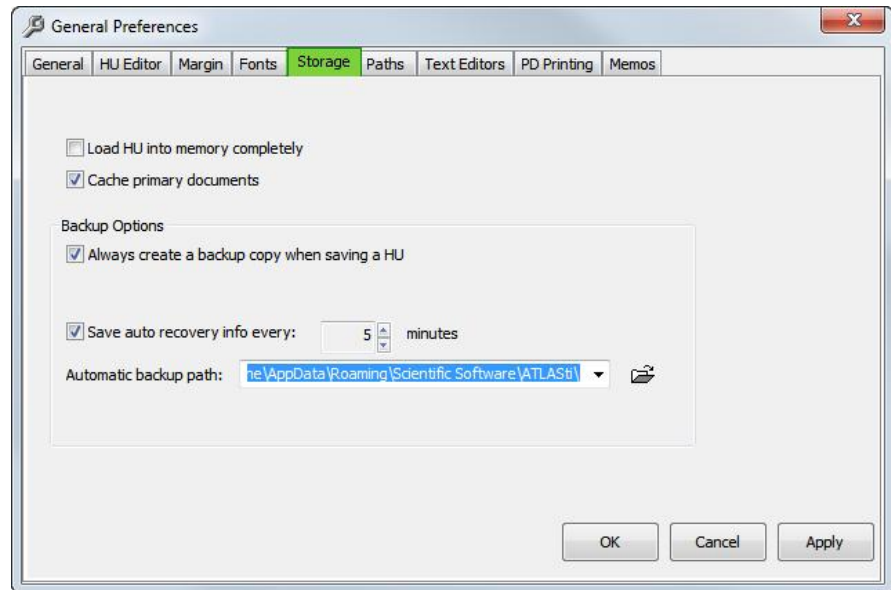 General Preferences
General HU Editor Margin Fonts Storage Paths Text Editors PD Printing Memos
Load HU into memory completely
Cache primary documents
Backup Options
Always create a backup copy when saving a HU
Save auto recovery info every: 5 minutes
Automatic backup path: ne\AppData\Roaming\Scientific Software\ATLASti\
OK Cancel Apply